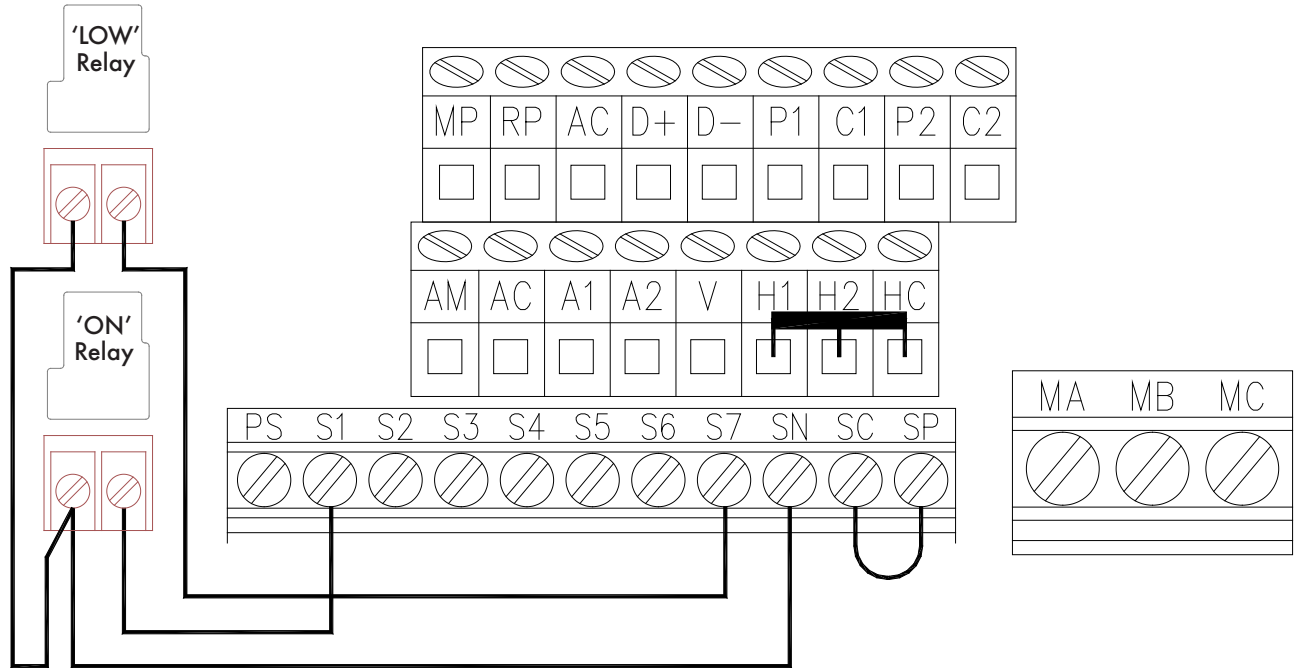 ‘LOW’
Relay
MP RP AC D+ D− P1 C1 P2 C2
AM AC A1 A2 V H1 H2 HC
‘ON’
Relay
PS S1 S2 S3 S4 S5 S6 S7 SN SC SP
MA MB MC